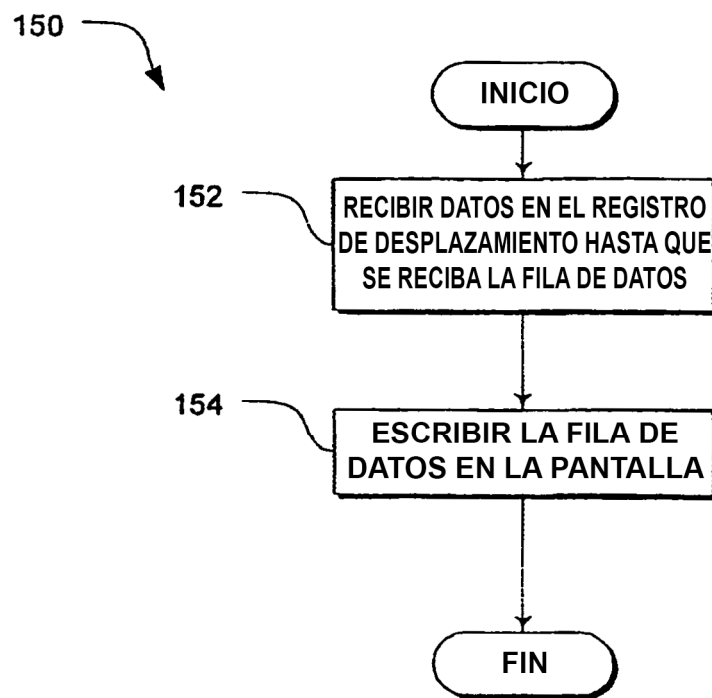 150
INICIO
152
RECIBIR DATOS EN EL REGISTRO
DE DESPLAZAMIENTO HASTA QUE
SE RECIBA LA FILA DE DATOS
154
ESCRIBIR LA FILA DE
DATOS EN LA PANTALLA
FIN